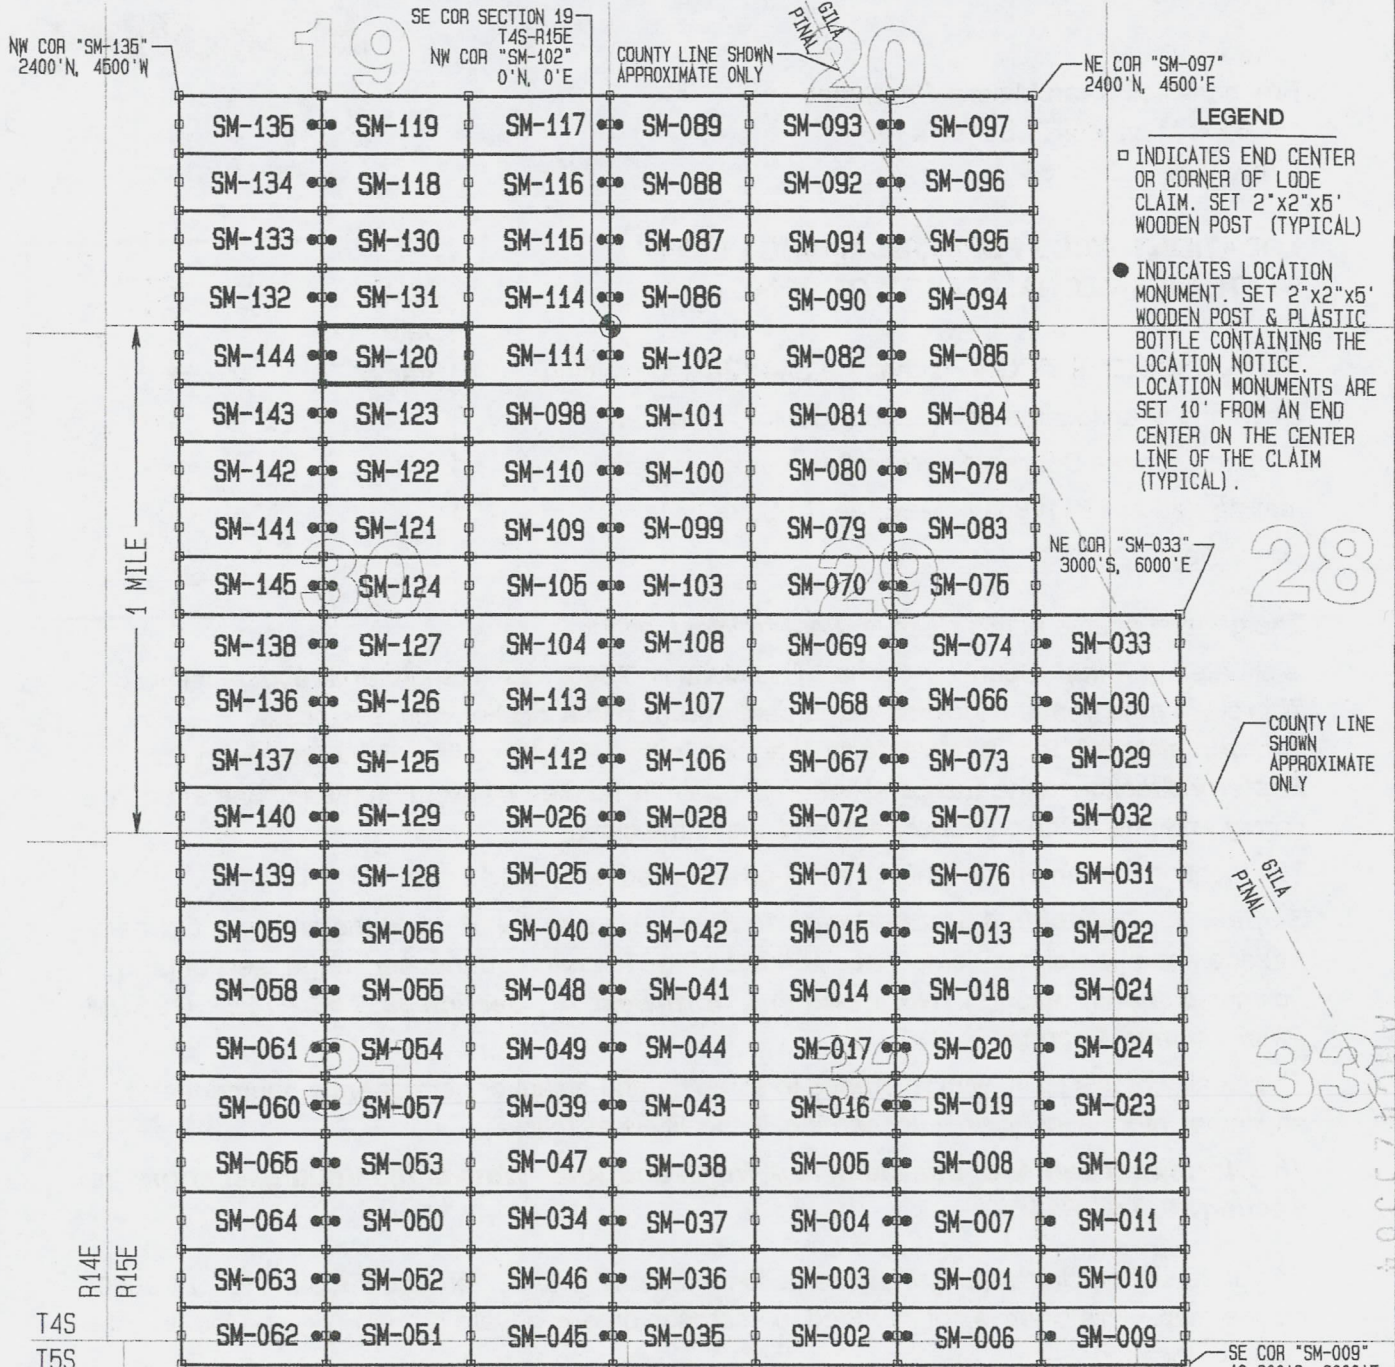 SE COR SECTION 19
T4S-R15E
NW COR "SM-102"
0'N, 0'E
NW COR "SM-135"
2400'N, 4500'W
COUNTY LINE SHOWN
APPROXIMATE ONLY
GILA
PINAL
NE COR "SM-097"
2400'N, 4500'E
19
20
LEGEND
INDICATES END CENTER
OR CORNER OF LODE
CLAIM. SET 2"x2"x5'
WOODEN POST (TYPICAL)
INDICATES LOCATION
MONUMENT. SET 2"x2"x5'
WOODEN POST & PLASTIC
BOTTLE CONTAINING THE
LOCATION NOTICE.
LOCATION MONUMENTS ARE
SET 10' FROM AN END
CENTER ON THE CENTER
LINE OF THE CLAIM
(TYPICAL).
SM-135 SM-119 SM-117 SM-089 SM-093 SM-097
SM-134 SM-118 SM-116 SM-088 SM-092 SM-096
SM-133 SM-130 SM-115 SM-087 SM-091 SM-095
SM-132 SM-131 SM-114 SM-086 SM-090 SM-094
SM-144 SM-120 SM-111 SM-102 SM-082 SM-085
SM-143 SM-123 SM-098 SM-101 SM-081 SM-084
SM-142 SM-122 SM-110 SM-100 SM-080 SM-078
SM-141 SM-121 SM-109 SM-099 SM-079 SM-083
NE COR "SM-033"
3000'S, 6000'E
1 MILE
30
29
28
SM-145 SM-124 SM-105 SM-103 SM-070 SM-075
SM-138 SM-127 SM-104 SM-108 SM-069 SM-074 SM-033
SM-136 SM-126 SM-113 SM-107 SM-068 SM-066 SM-030
SM-137 SM-125 SM-112 SM-106 SM-067 SM-073 SM-029
SM-140 SM-129 SM-026 SM-028 SM-072 SM-077 SM-032
COUNTY LINE
SHOWN
APPROXIMATE
ONLY
SM-139 SM-128 SM-025 SM-027 SM-071 SM-076 SM-031
GILA
PINAL
SM-059 SM-056 SM-040 SM-042 SM-015 SM-013 SM-022
SM-058 SM-055 SM-048 SM-041 SM-014 SM-018 SM-021
SM-061 SM-054 SM-049 SM-044 SM-017 SM-020 SM-024
31
32
33
SM-060 SM-057 SM-039 SM-043 SM-016 SM-019 SM-023
SM-065 SM-053 SM-047 SM-038 SM-005 SM-008 SM-012
SM-064 SM-050 SM-034 SM-037 SM-004 SM-007 SM-011
SM-063 SM-052 SM-046 SM-036 SM-003 SM-001 SM-010
SM-062 SM-051 SM-045 SM-035 SM-002 SM-006 SM-009
R14E
R15E
T4S
T5S
SE COR "SM-009"